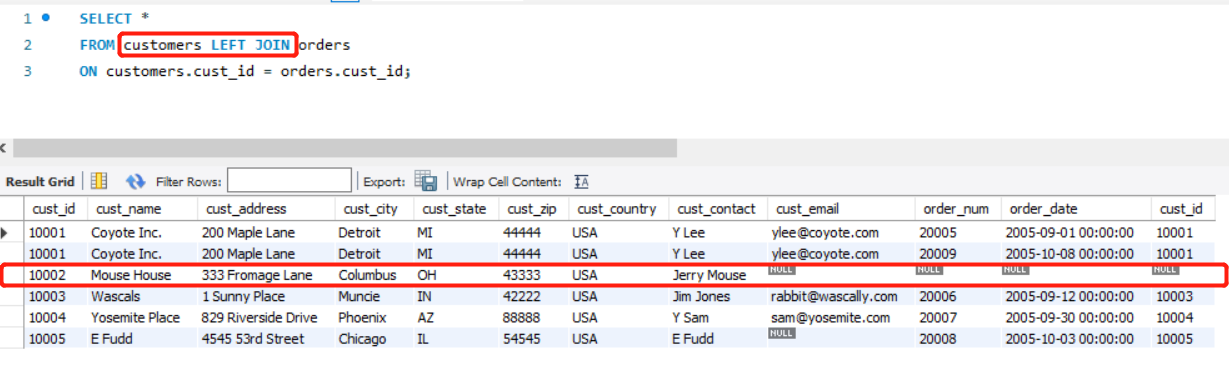 1 SELECT *
2 FROM customers LEFT JOIN orders
3 ON customers.cust_id = orders.cust_id;
Result Grid Filter Rows: Export: Wrap Cell Content: IA
cust_id cust_name cust_address cust_city cust_state cust_zip cust_country cust_contact cust_email order_num order_date cust_id
10001 Coyote Inc. 200 Maple Lane Detroit MI 44444 USA Y Lee ylee@coyote.com 20005 2005-09-01 00:00:00 10001
10001 Coyote Inc. 200 Maple Lane Detroit MI 44444 USA Y Lee ylee@coyote.com 20009 2005-10-08 00:00:00 10001
10002 Mouse House 333 Fromage Lane Columbus OH 43333 USA Jerry Mouse NULL NULL NULL NULL
10003 Wascals 1 Sunny Place Muncie IN 42222 USA Jim Jones rabbit@wascally.com 20006 2005-09-12 00:00:00 10003
10004 Yosemite Place 829 Riverside Drive Phoenix AZ 88888 USA Y Sam sam@yosemite.com 20007 2005-09-30 00:00:00 10004
10005 E Fudd 4545 53rd Street Chicago IL 54545 USA E Fudd NULL 20008 2005-10-03 00:00:00 10005